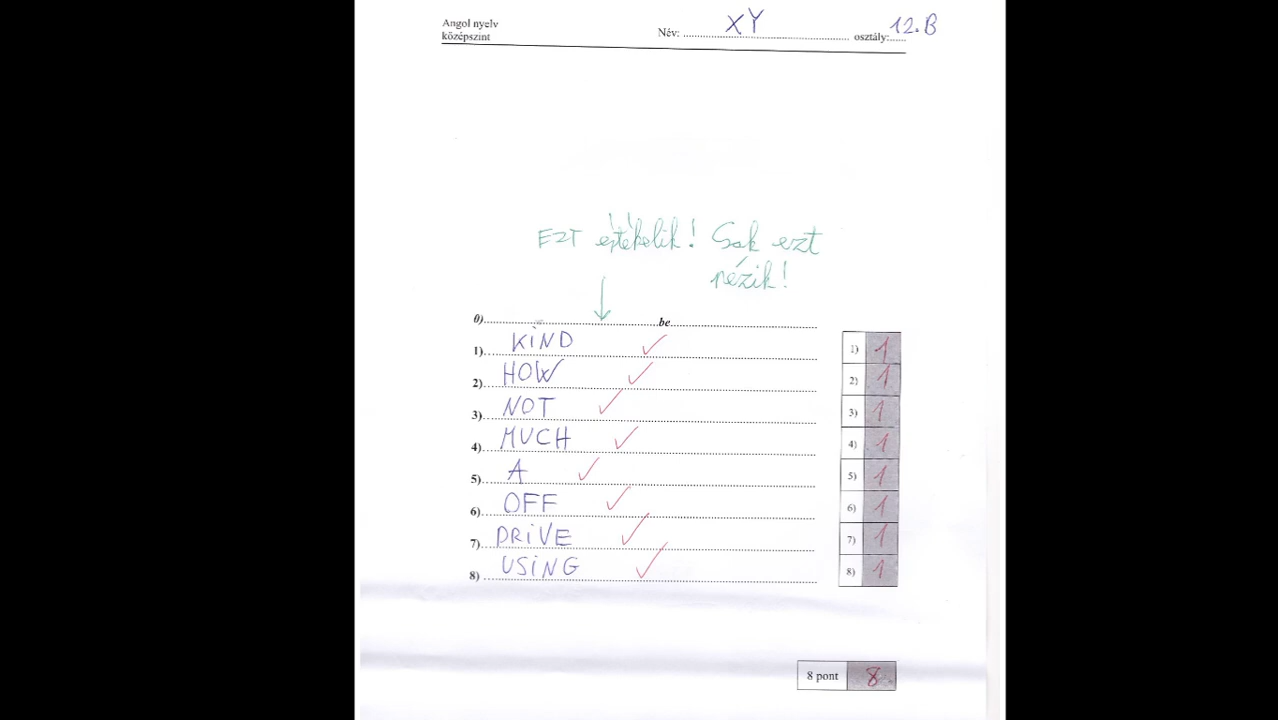 Angol nyelv
középszint
Név: XY osztály: 12.B
EZT értékelik! Csak ezt
nézik!
0) be
1) KIND
2) HOW
3) NOT
4) MUCH
5) A
6) OFF
7) DRIVE
8) USING
1) 1
2) 1
3) 1
4) 1
5) 1
6) 1
7) 1
8) 1
8 pont 8